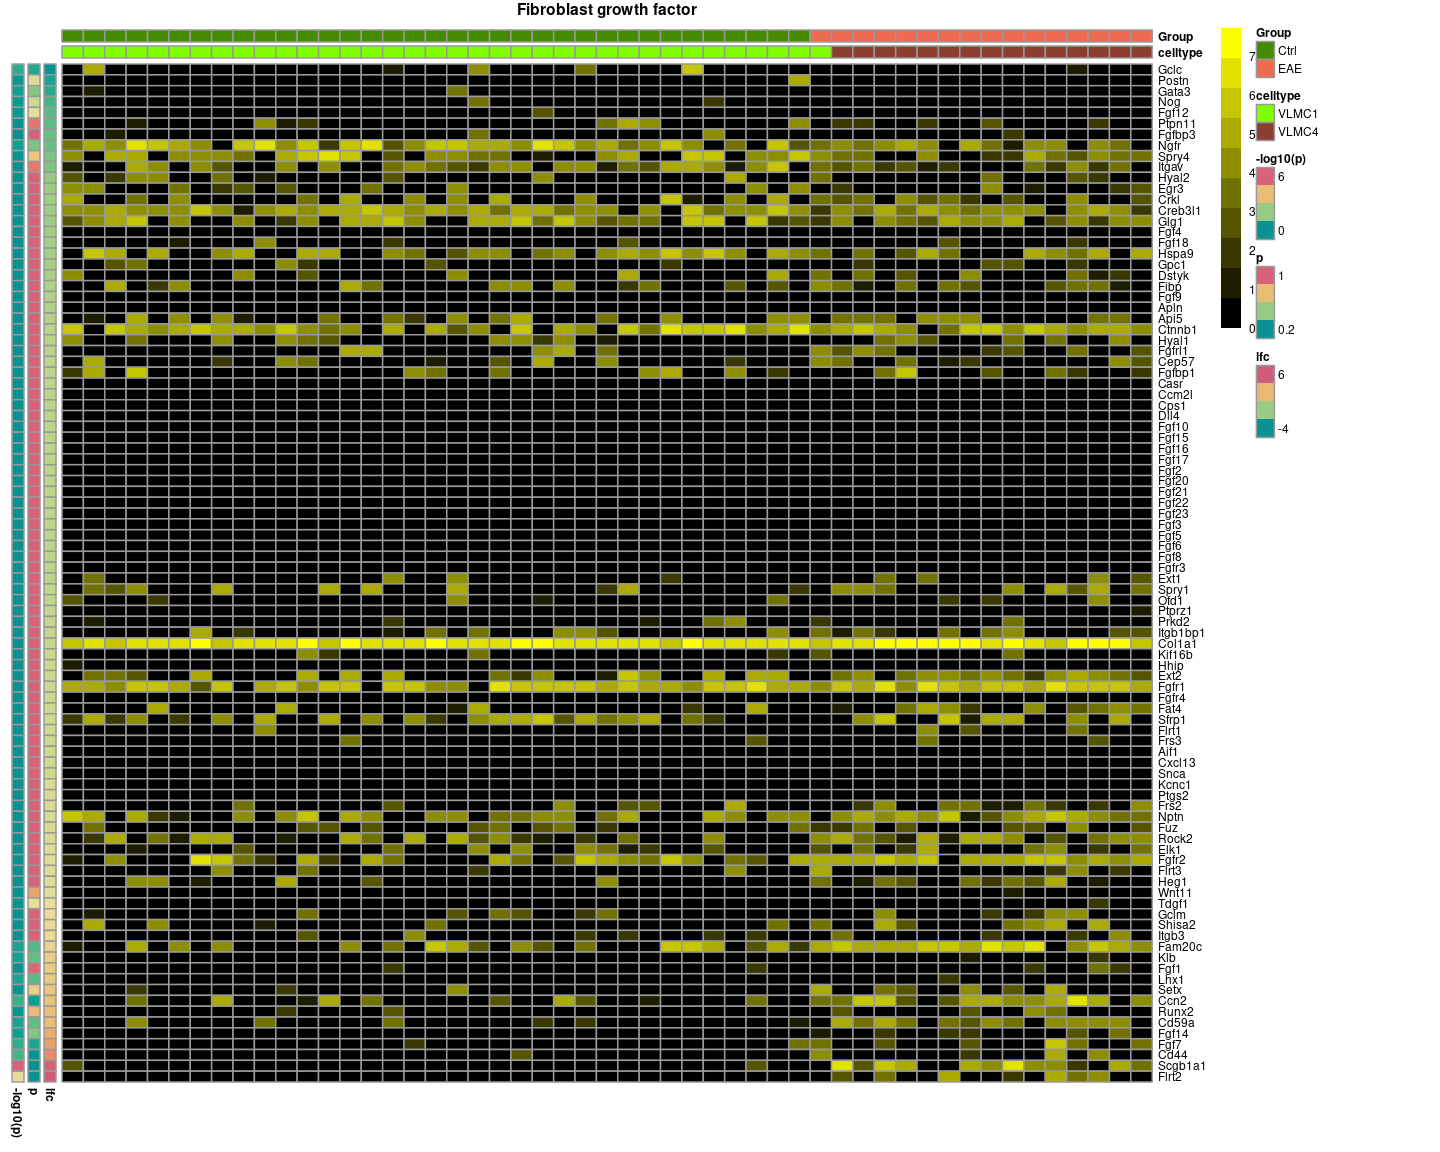 Fibroblast growth factor
Group
celltype
Gclc
Postn
Gata3
Nog
Fgf12
Ptpn11
Fgfbp3
Ngfr
Spry4
Itgav
Hyal2
Egr3
Crkl
Creb3l1
Glg1
Fgf4
Fgf18
Hspa9
Gpc1
Dstyk
Fibp
Fgf9
Apln
Api5
Ctnnb1
Hyal1
Fgfrl1
Cep57
Fgfbp1
Casr
Ccm2l
Cps1
Dll4
Fgf10
Fgf15
Fgf16
Fgf17
Fgf2
Fgf20
Fgf21
Fgf22
Fgf23
Fgf3
Fgf5
Fgf6
Fgf8
Fgfr3
Ext1
Spry1
Ofd1
Ptprz1
Prkd2
Itgb1bp1
Col1a1
Kif16b
Hhip
Ext2
Fgfr1
Fgfr4
Fat4
Sfrp1
Flrt1
Frs3
Aif1
Cxcl13
Snca
Kcnc1
Ptgs2
Frs2
Nptn
Fuz
Rock2
Elk1
Fgfr2
Flrt3
Heg1
Wnt11
Tdgf1
Gclm
Shisa2
Itgb3
Fam20c
Klb
Fgf1
Lhx1
Setx
Ccn2
Runx2
Cd59a
Fgf14
Fgf7
Cd44
Scgb1a1
Flrt2
7
6
5
4
3
2
1
0
Group
Ctrl
EAE
celltype
VLMC1
VLMC4
-log10(p)
6
0
p
1
0.2
lfc
6
-4
-log10(p)
p
lfc